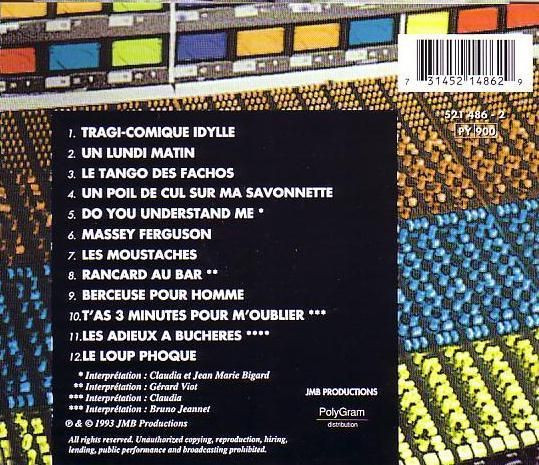 7 31452 14862 9
521 486 - 2
PY 900
1. TRAGI-COMIQUE IDYLLE
2. UN LUNDI MATIN
3. LE TANGO DES FACHOS
4. UN POIL DE CUL SUR MA SAVONNETTE
5. DO YOU UNDERSTAND ME *
6. MASSEY FERGUSON
7. LES MOUSTACHES
8. RANCARD AU BAR **
9. BERCEUSE POUR HOMME
10. T'AS 3 MINUTES POUR M'OUBLIER ***
11. LES ADIEUX A BUCHERES ****
12. LE LOUP PHOQUE
* Interprétation : Claudia et Jean Marie Bigard
** Interprétation : Gérard Viot
*** Interprétation : Claudia
*** Interprétation : Bruno Jeannet
℗ & © 1993 JMB Productions
All rights reserved. Unauthorized copying, reproduction, hiring,
lending, public performance and broadcasting prohibited.
JMB PRODUCTIONS
PolyGram
distribution